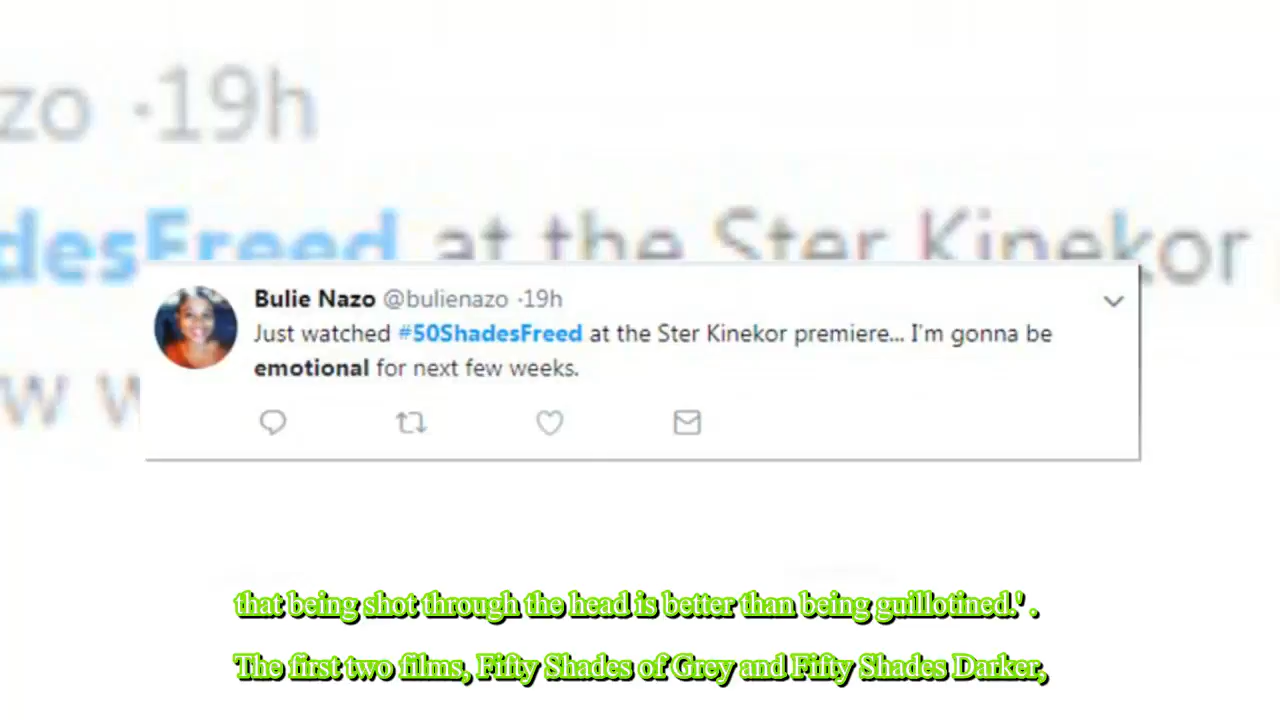 zo ·19h
desFreed at the Ster Kinekor
Bulie Nazo @bulienazo ·19h
Just watched #50ShadesFreed at the Ster Kinekor premiere... I'm gonna be
emotional for next few weeks.
that being shot through the head is better than being guillotined.' .
The first two films, Fifty Shades of Grey and Fifty Shades Darker,